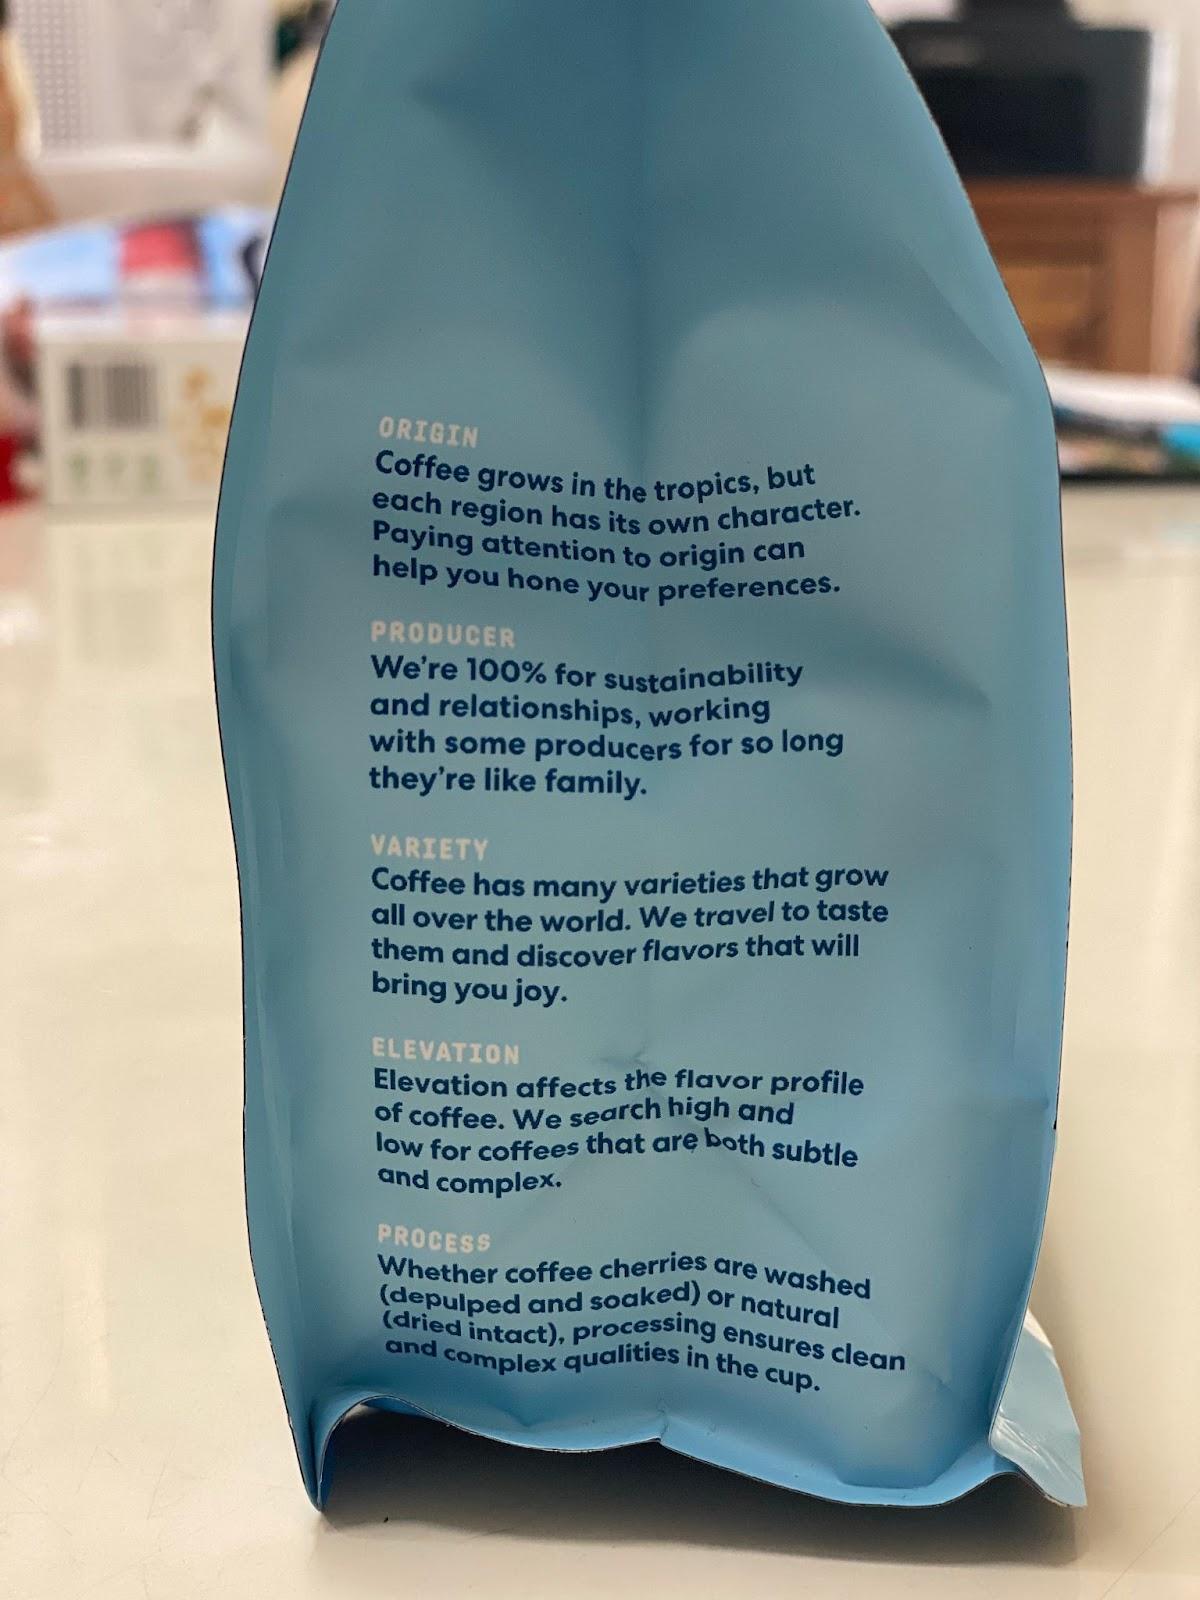 ORIGIN
Coffee grows in the tropics, but
each region has its own character.
Paying attention to origin can
help you hone your preferences.
PRODUCER
We're 100% for sustainability
and relationships, working
with some producers for so long
they're like family.
VARIETY
Coffee has many varieties that grow
all over the world. We travel to taste
them and discover flavors that will
bring you joy.
ELEVATION
Elevation affects the flavor profile
of coffee. We search high and
low for coffees that are both subtle
and complex.
PROCESS
Whether coffee cherries are washed
(depulped and soaked) or natural
(dried intact), processing ensures clean
and complex qualities in the cup.